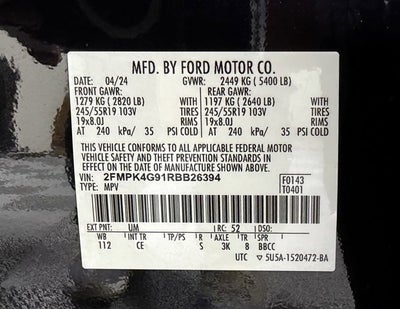 MFD. BY FORD MOTOR CO.
DATE: 04/24 GVWR: 2449 KG ( 5400 LB)
FRONT GAWR: REAR GAWR:
1279 KG ( 2820 LB) 1197 KG ( 2640 LB)
245/55R19 103V TIRES 245/55R19 103V TIRES
19x8.0J RIMS 19x8.0J RIMS
AT 240 kPa/ 35 PSI COLD AT 240 kPa/ 35 PSI COLD
THIS VEHICLE CONFORMS TO ALL APPLICABLE FEDERAL MOTOR
VEHICLE SAFETY AND THEFT PREVENTION STANDARDS IN
EFFECT ON THE DATE OF MANUFACTURE SHOWN ABOVE.
VIN: 2FMPK4G91RBB26394 F0143
TYPE: MPV T0401
EXT PNT: UM RC: 52 DSO:
WB INT TR TP/PS R AXLE TR SPR
112 CE S 3K 8 BBCC
UTC 5U5A-1520472-BA